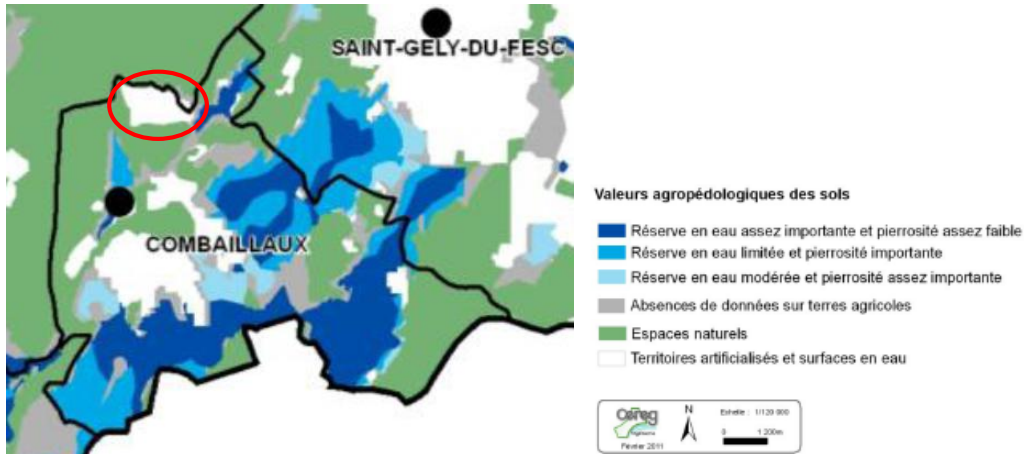 SAINT-GELY-DU-FESC
COMBAILLAUX
Valeurs agropédologiques des sols
Réserve en eau assez importante et pierrosité assez faible
Réserve en eau limitée et pierrosité importante
Réserve en eau modérée et pierrosité assez importante
Absences de données sur terres agricoles
Espaces naturels
Territoires artificialisés et surfaces en eau
Cereg
Ingénierie
Février 2011
N
Echelle : 1/120 000
0 1 200m